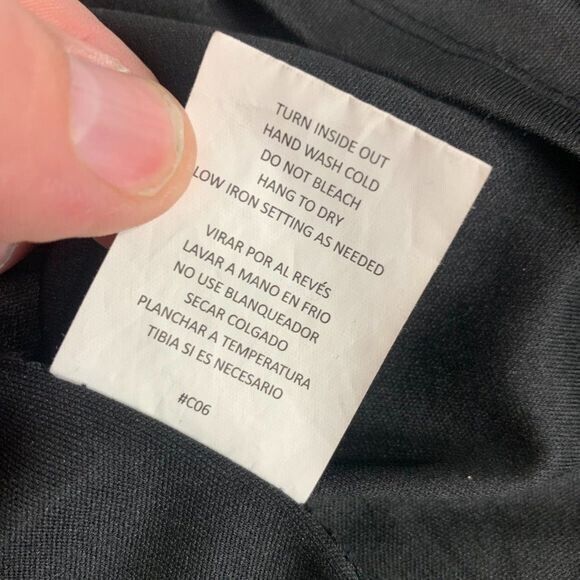 TURN INSIDE OUT
HAND WASH COLD
DO NOT BLEACH
HANG TO DRY
LOW IRON SETTING AS NEEDED
VIRAR POR AL REVÉS
LAVAR A MANO EN FRIO
NO USE BLANQUEADOR
SECAR COLGADO
PLANCHAR A TEMPERATURA
TIBIA SI ES NECESARIO
#C06